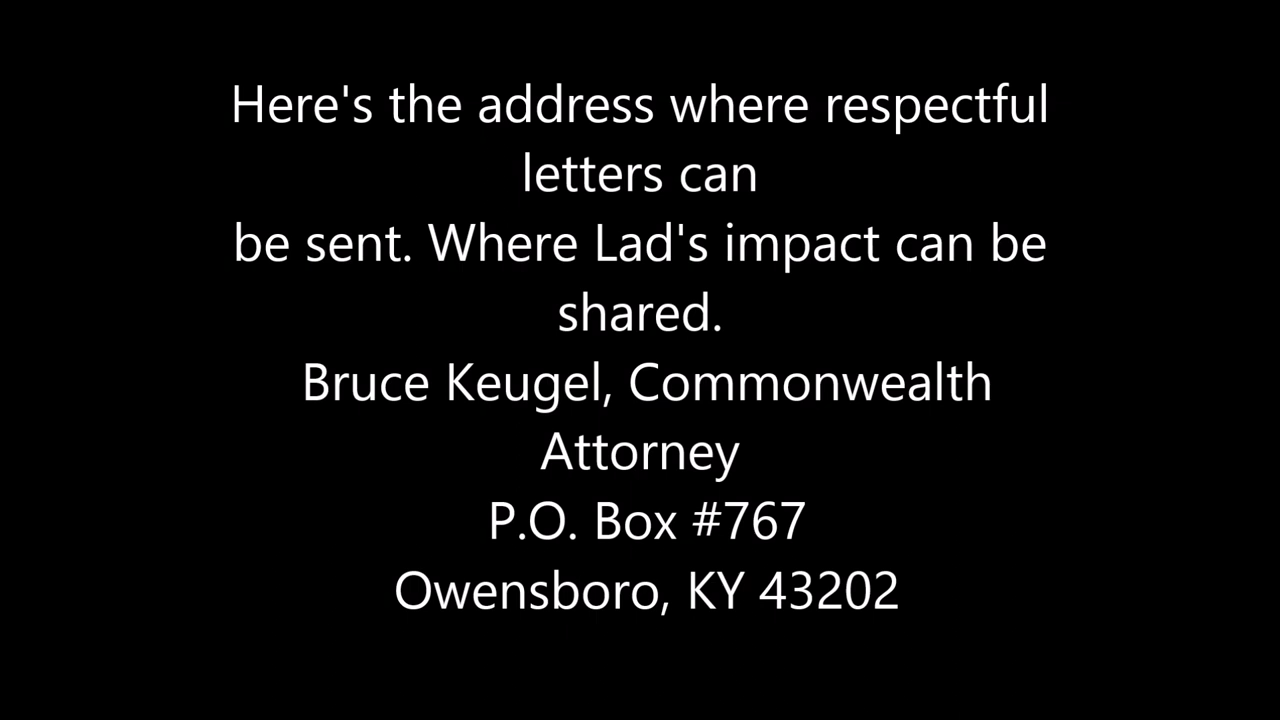 Here's the address where respectful
letters can
be sent. Where Lad's impact can be
shared.
Bruce Keugel, Commonwealth
Attorney
P.O. Box #767
Owensboro, KY 43202